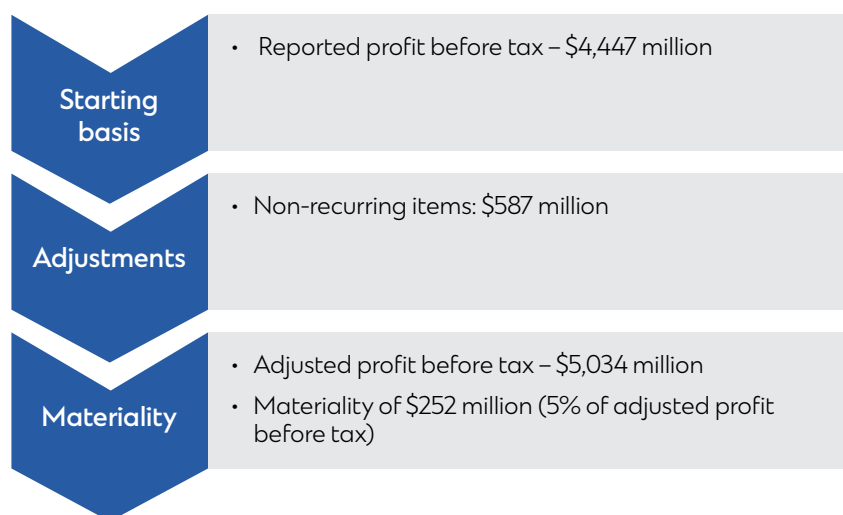 Starting
basis
• Reported profit before tax – $4,447 million
Adjustments
• Non-recurring items: $587 million
Materiality
• Adjusted profit before tax – $5,034 million
• Materiality of $252 million (5% of adjusted profit
before tax)